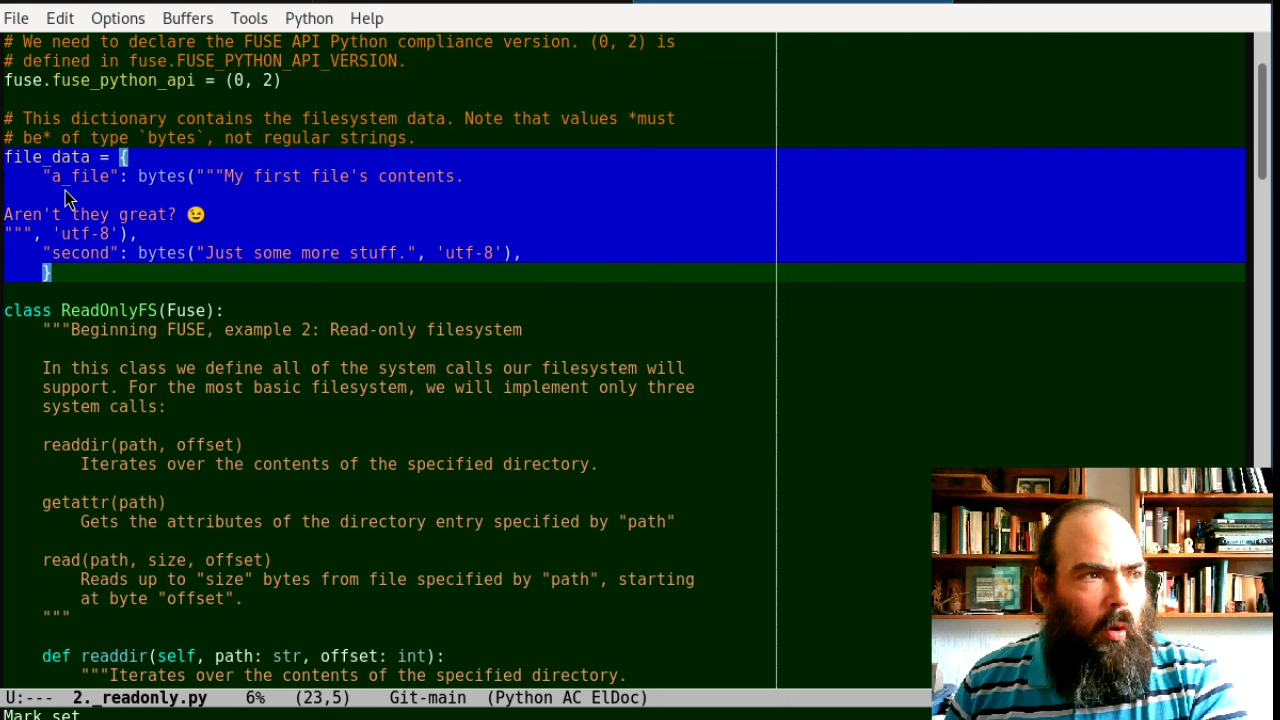 File Edit Options Buffers Tools Python Help
# We need to declare the FUSE API Python compliance version. (0, 2) is
# defined in fuse.FUSE_PYTHON_API_VERSION.
fuse.fuse_python_api = (0, 2)
# This dictionary contains the filesystem data. Note that values *must
# be* of type `bytes`, not regular strings.
file_data = {
"a_file": bytes("""My first file's contents.
Aren't they great? 😉
""", 'utf-8'),
"second": bytes("Just some more stuff.", 'utf-8'),
}
class ReadOnlyFS(Fuse):
"""Beginning FUSE, example 2: Read-only filesystem
In this class we define all of the system calls our filesystem will
support. For the most basic filesystem, we will implement only three
system calls:
readdir(path, offset)
Iterates over the contents of the specified directory.
getattr(path)
Gets the attributes of the directory entry specified by "path"
read(path, size, offset)
Reads up to "size" bytes from file specified by "path", starting
at byte "offset".
"""
def readdir(self, path: str, offset: int):
"""Iterates over the contents of the specified directory.
U:--- 2._readonly.py 6% (23,5) Git-main (Python AC ElDoc)
Mark set